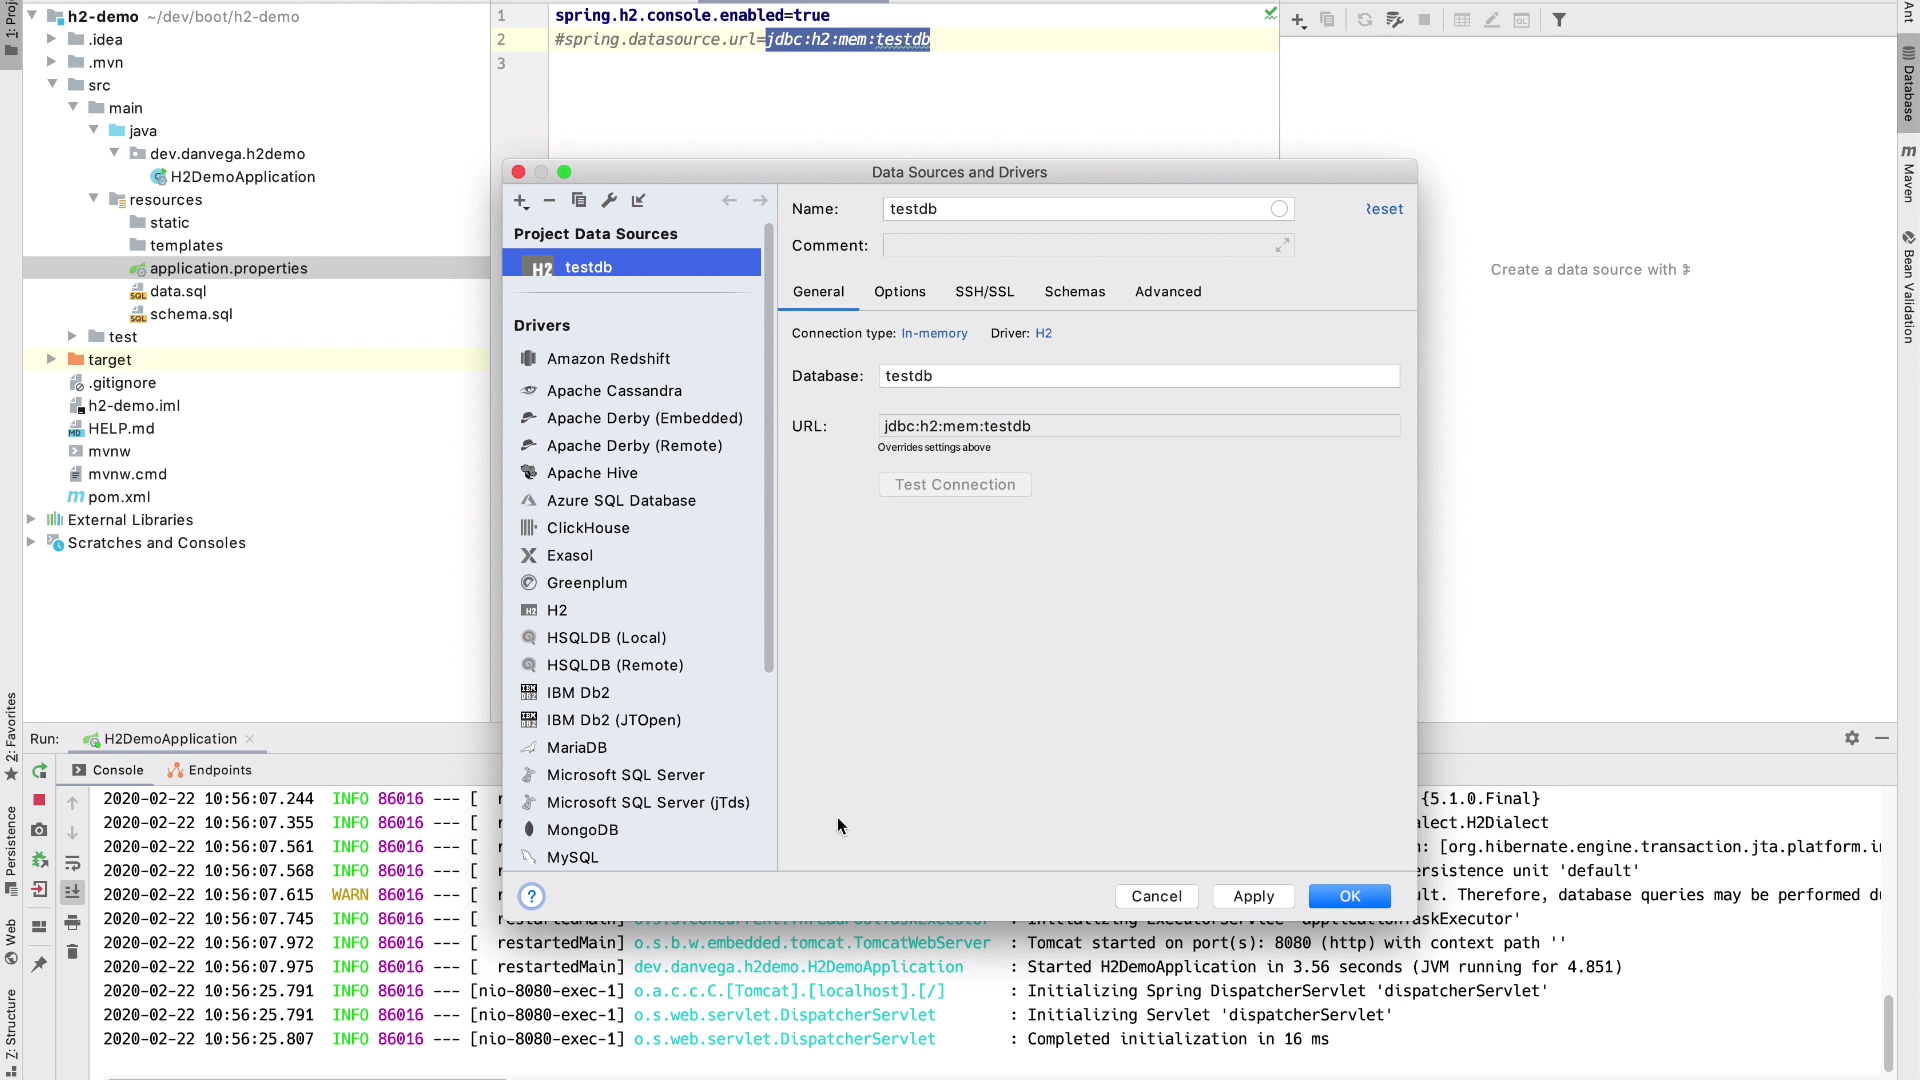 h2-demo ~/dev/boot/h2-demo
.idea
.mvn
src
main
java
dev.danvega.h2demo
H2DemoApplication
resources
static
templates
application.properties
data.sql
schema.sql
test
target
.gitignore
h2-demo.iml
HELP.md
mvnw
mvnw.cmd
pom.xml
External Libraries
Scratches and Consoles
1 spring.h2.console.enabled=true
2 #spring.datasource.url=jdbc:h2:mem:testdb
3
Create a data source with
Ant
Database
Maven
Bean Validation
Data Sources and Drivers
Project Data Sources
H2 testdb
Drivers
Amazon Redshift
Apache Cassandra
Apache Derby (Embedded)
Apache Derby (Remote)
Apache Hive
Azure SQL Database
ClickHouse
Exasol
Greenplum
H2
HSQLDB (Local)
HSQLDB (Remote)
IBM Db2
IBM Db2 (JTOpen)
MariaDB
Microsoft SQL Server
Microsoft SQL Server (jTds)
MongoDB
MySQL
Name: testdb
Comment:
General Options SSH/SSL Schemas Advanced
Connection type: In-memory Driver: H2
Database: testdb
URL: jdbc:h2:mem:testdb
Overrides settings above
Test Connection
? Cancel Apply OK
2: Favorites
Persistence
Web
Z: Structure
Run: H2DemoApplication
Console Endpoints
2020-02-22 10:56:07.244 INFO 86016 --- [ {5.1.0.Final}
2020-02-22 10:56:07.355 INFO 86016 --- [ alect.H2Dialect
2020-02-22 10:56:07.561 INFO 86016 --- [ : [org.hibernate.engine.transaction.jta.platform.in
2020-02-22 10:56:07.568 INFO 86016 --- [ ersistence unit 'default'
2020-02-22 10:56:07.615 WARN 86016 --- [ ult. Therefore, database queries may be performed du
2020-02-22 10:56:07.745 INFO 86016 --- [ restartedMain] o.s.s.concurrent.ThreadPoolTaskExecutor : Initializing ExecutorService 'applicationTaskExecutor'
2020-02-22 10:56:07.972 INFO 86016 --- [ restartedMain] o.s.b.w.embedded.tomcat.TomcatWebServer : Tomcat started on port(s): 8080 (http) with context path ''
2020-02-22 10:56:07.975 INFO 86016 --- [ restartedMain] dev.danvega.h2demo.H2DemoApplication : Started H2DemoApplication in 3.56 seconds (JVM running for 4.851)
2020-02-22 10:56:25.791 INFO 86016 --- [nio-8080-exec-1] o.a.c.c.C.[Tomcat].[localhost].[/] : Initializing Spring DispatcherServlet 'dispatcherServlet'
2020-02-22 10:56:25.791 INFO 86016 --- [nio-8080-exec-1] o.s.web.servlet.DispatcherServlet : Initializing Servlet 'dispatcherServlet'
2020-02-22 10:56:25.807 INFO 86016 --- [nio-8080-exec-1] o.s.web.servlet.DispatcherServlet : Completed initialization in 16 ms